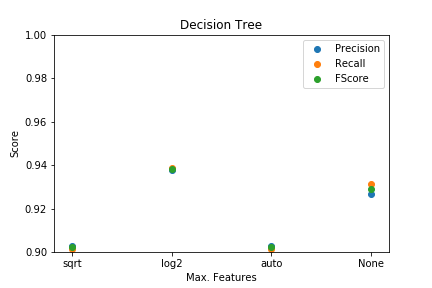 Decision Tree
Precision
Recall
FScore
1.00
0.98
0.96
0.94
0.92
0.90
Score
sqrt log2 auto None
Max. Features